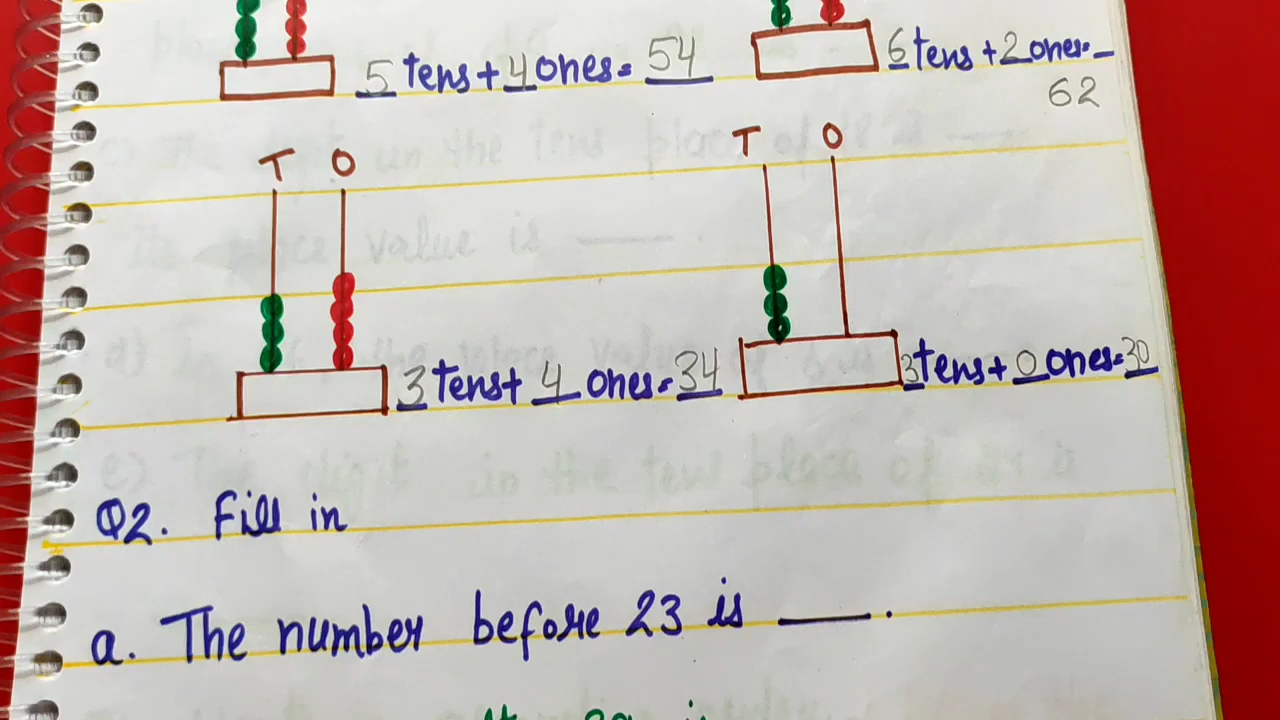 5 tens + 4 ones = 54
6 tens + 2 ones = 62
T O
T O
3 tens + 4 ones = 34
3 tens + 0 ones = 30
Q2. Fill in
a. The number before 23 is ____.